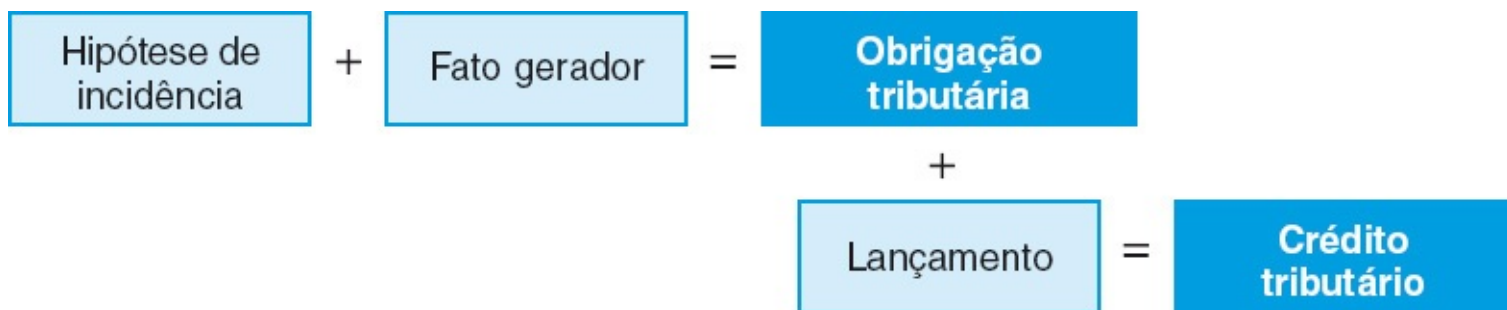 Hipótese de
incidência
+
Fato gerador
=
Obrigação
tributária
+
Lançamento
=
Crédito
tributário